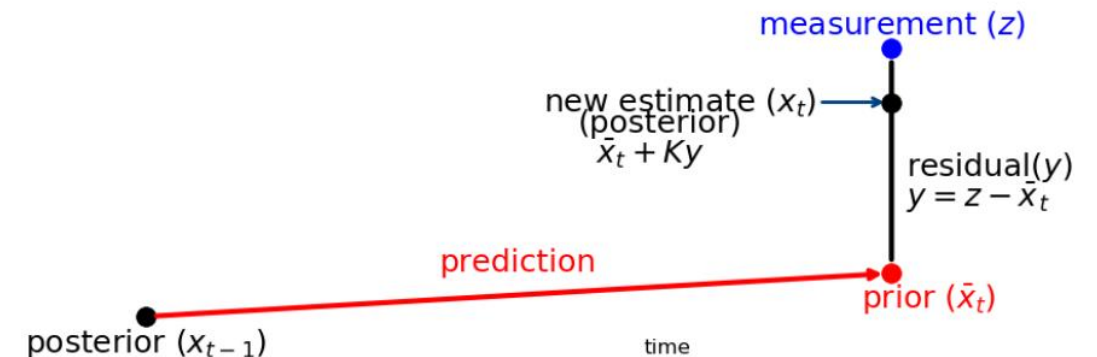 measurement (z)
new estimate (xₜ)
(posterior)
x̄ₜ + Ky
residual(y)
y = z − x̄ₜ
prediction
prior (x̄ₜ)
posterior (xₜ₋₁)
time